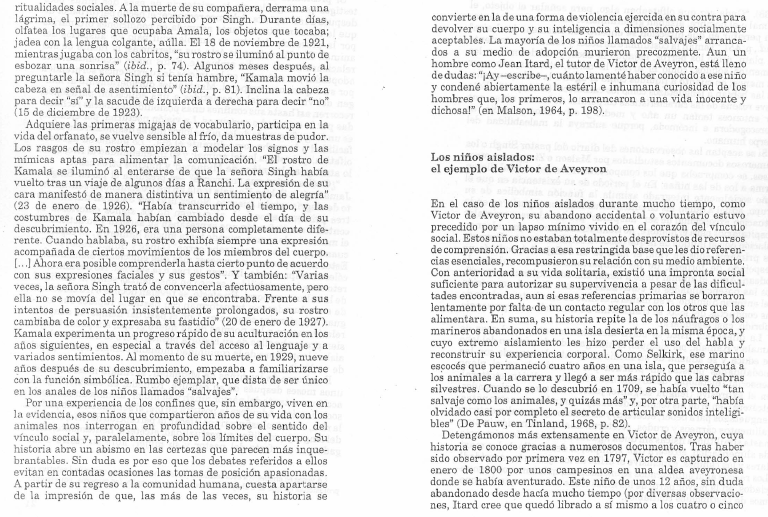 ritualidades sociales. A la muerte de su compañera, derrama una
lágrima, el primer sollozo percibido por Singh. Durante días,
olfatea los lugares que ocupaba Amala, los objetos que tocaba;
jadea con la lengua colgante, aúlla. El 18 de noviembre de 1921,
mientras jugaba con los cabritos, “su rostro se iluminó al punto de
esbozar una sonrisa” (ibid., p. 74). Algunos meses después, al
preguntarle la señora Singh si tenía hambre, “Kamala movió la
cabeza en señal de asentimiento” (ibid., p. 81). Inclina la cabeza
para decir “sí” y la sacude de izquierda a derecha para decir “no”
(15 de diciembre de 1923).
Adquiere las primeras migajas de vocabulario, participa en la
vida del orfanato, se vuelve sensible al frío, da muestras de pudor.
Los rasgos de su rostro empiezan a modelar los signos y las
mímicas aptas para alimentar la comunicación. “El rostro de
Kamala se iluminó al enterarse de que la señora Singh había
vuelto tras un viaje de algunos días a Ranchi. La expresión de su
cara manifestó de manera distintiva un sentimiento de alegría”
(23 de enero de 1926). “Había transcurrido el tiempo, y las
costumbres de Kamala habían cambiado desde el día de su
descubrimiento. En 1926, era una persona completamente dife-
rente. Cuando hablaba, su rostro exhibía siempre una expresión
acompañada de ciertos movimientos de los miembros del cuerpo.
[...] Ahora era posible comprenderla hasta cierto punto de acuerdo
con sus expresiones faciales y sus gestos”. Y también: “Varias
veces, la señora Singh trató de convencerla afectuosamente, pero
ella no movía del lugar en que se encontraba. Frente a sus
intentos de persuasión insistentemente prolongados, su rostro
cambiaba de color y expresaba su fastidio” (20 de enero de 1927).
Kamala experimenta un progreso rápido de su aculturación en los
años siguientes, en especial a través del acceso al lenguaje y a
variados sentimientos. Al momento de su muerte, en 1929, nueve
años después de su descubrimiento, empezaba a familiarizarse
con la función simbólica. Rumbo ejemplar, que dista de ser único
en los anales de los niños llamados “salvajes”.
Por una experiencia de los confines que, sin embargo, viven en
la evidencia, esos niños que compartieron años de su vida con los
animales nos interrogan en profundidad sobre el sentido del
vínculo social y, paralelamente, sobre los límites del cuerpo. Su
historia abre un abismo en las certezas que parecen más inque-
brantables. Sin duda es por eso que los debates referidos a ellos
evitan en contadas ocasiones las tomas de posición apasionadas.
A partir de su regreso a la comunidad humana, cuesta apartarse
de la impresión de que, las más de las veces, su historia se
convierte en la de una forma de violencia ejercida en su contra para
devolver su cuerpo y su inteligencia a dimensiones socialmente
aceptables. La mayoría de los niños llamados “salvajes” arranca-
dos a su medio de adopción murieron precozmente. Aun un
hombre como Jean Itard, el tutor de Victor de Aveyron, está lleno
de dudas: “¡Ay –escribe–, cuánto lamenté haber conocido a ese niño
y condené abiertamente la estéril e inhumana curiosidad de los
hombres que, los primeros, lo arrancaron a una vida inocente y
dichosa!” (en Malson, 1964, p. 198).
Los niños aislados:
el ejemplo de Victor de Aveyron
En el caso de los niños aislados durante mucho tiempo, como
Victor de Aveyron, su abandono accidental o voluntario estuvo
precedido por un lapso mínimo vivido en el corazón del vínculo
social. Estos niños no estaban totalmente desprovistos de recursos
de comprensión. Gracias a esa restringida base que les dio referen-
cias esenciales, recompusieron su relación con su medio ambiente.
Con anterioridad a su vida solitaria, existió una impronta social
suficiente para autorizar su supervivencia a pesar de las dificul-
tades encontradas, aun si esas referencias primarias se borraron
lentamente por falta de un contacto regular con los otros que las
alimentara. En suma, su historia repite la de los náufragos o los
marineros abandonados en una isla desierta en la misma época, y
cuyo extremo aislamiento les hizo perder el uso del habla y
reconstruir su experiencia corporal. Como Selkirk, ese marino
escocés que permaneció cuatro años en una isla, que perseguía a
los animales a la carrera y llegó a ser más rápido que las cabras
silvestres. Cuando se lo descubrió en 1709, se había vuelto “tan
salvaje como los animales, y quizás más” y, por otra parte, “había
olvidado casi por completo el secreto de articular sonidos inteligi-
bles” (De Pauw, en Tinland, 1968, p. 82).
Detengámonos más extensamente en Victor de Aveyron, cuya
historia se conoce gracias a numerosos documentos. Tras haber
sido observado por primera vez en 1797, Victor es capturado en
enero de 1800 por unos campesinos en una aldea aveyronesa
donde se había aventurado. Este niño de unos 12 años, sin duda
abandonado desde hacía mucho tiempo (por diversas observacio-
nes, Itard cree que quedó librado a sí mismo a los cuatro o cinco